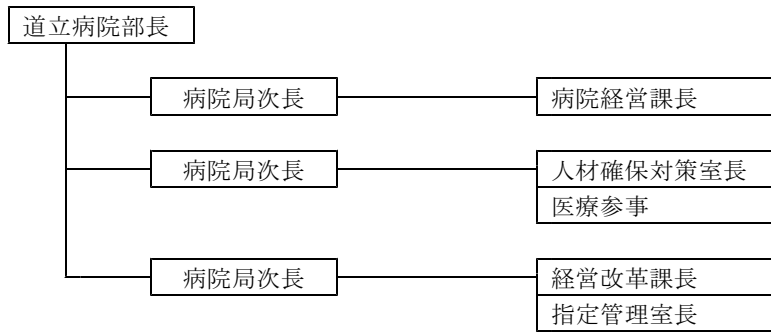 道立病院部長
病院局次長
病院経営課長
病院局次長
人材確保対策室長
医療参事
病院局次長
経営改革課長
指定管理室長